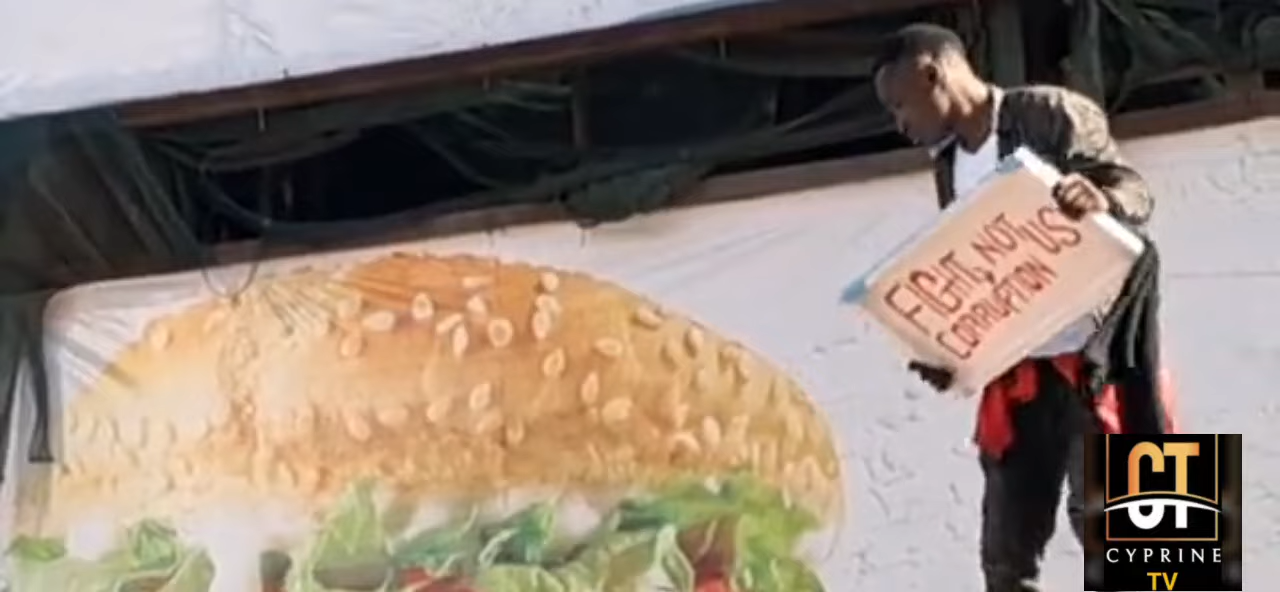 FIGHT, NOT US
CORRUPTION
CT
CYPRINE
TV